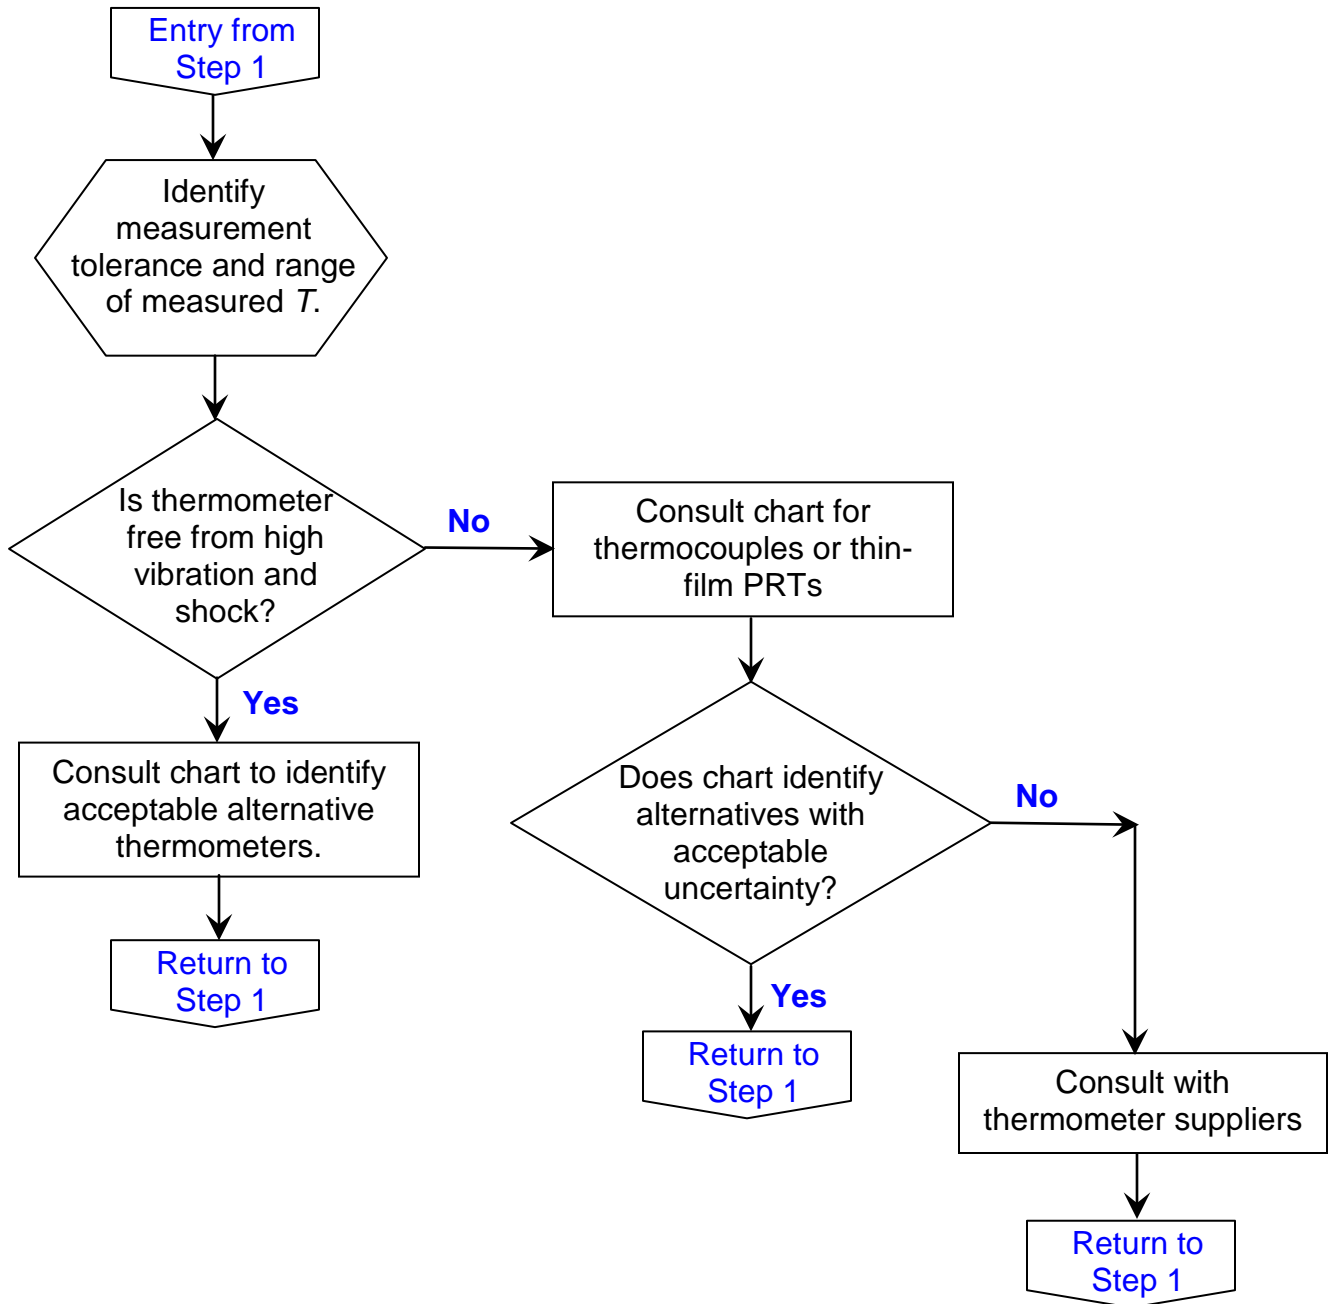 Entry from
Step 1
Identify
measurement
tolerance and range
of measured T.
Is thermometer
free from high
vibration and
shock?
No
Consult chart for
thermocouples or thin-
film PRTs
Yes
Consult chart to identify
acceptable alternative
thermometers.
Return to
Step 1
Does chart identify
alternatives with
acceptable
uncertainty?
No
Yes
Return to
Step 1
Consult with
thermometer suppliers
Return to
Step 1